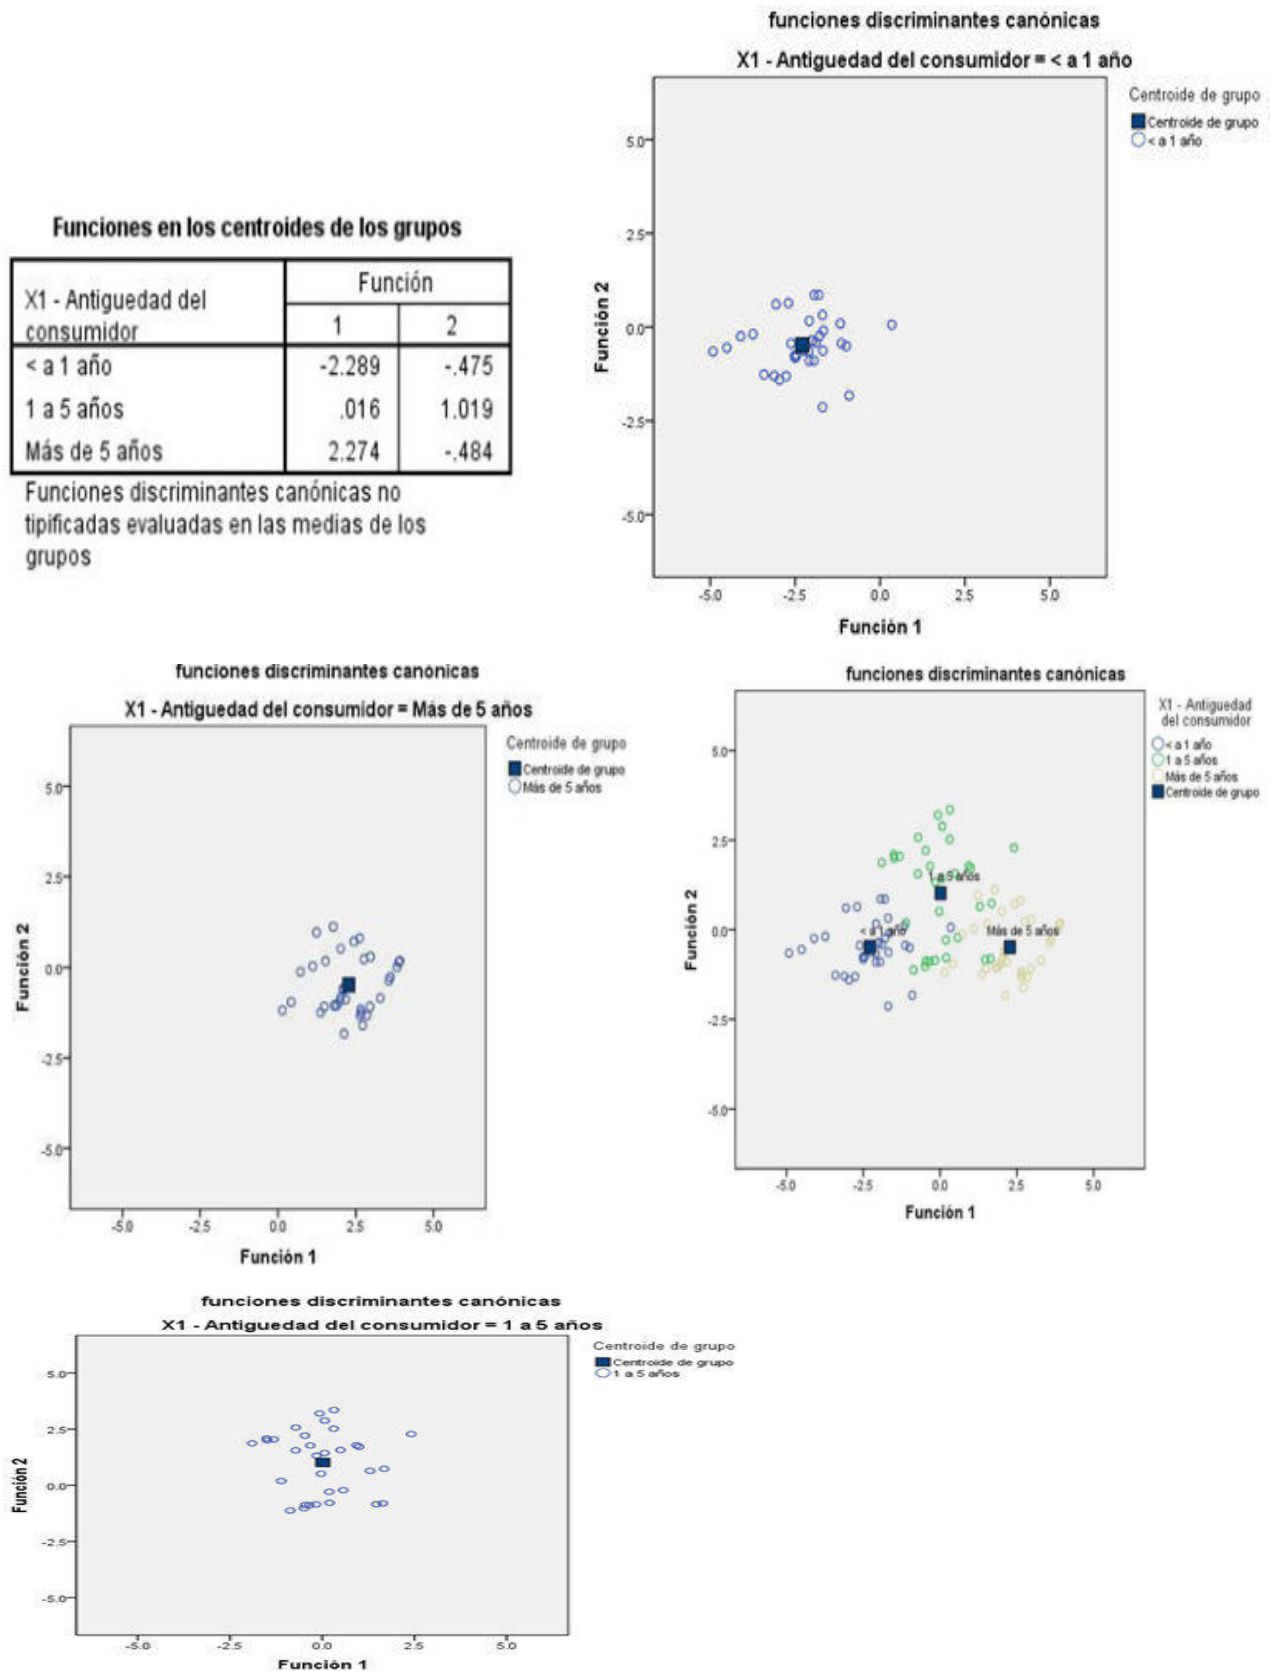 funciones discriminantes canónicas
X1 - Antiguedad del consumidor = < a 1 año
Centroide de grupo
Centroide de grupo
< a 1 año
5.0
2.5
0.0
-2.5
-5.0
Función 2
-5.0 -2.5 0.0 2.5 5.0
Función 1
Funciones en los centroides de los grupos
X1 - Antiguedad del consumidor
Función
1 2
< a 1 año -2.289 -.475
1 a 5 años .016 1.019
Más de 5 años 2.274 -.484
Funciones discriminantes canónicas no
tipificadas evaluadas en las medias de los
grupos
funciones discriminantes canónicas
X1 - Antiguedad del consumidor = Más de 5 años
Centroide de grupo
Centroide de grupo
Más de 5 años
5.0
2.5
0.0
-2.5
-5.0
Función 2
-5.0 -2.5 0.0 2.5 5.0
Función 1
funciones discriminantes canónicas
X1 - Antiguedad
del consumidor
< a 1 año
1 a 5 años
Más de 5 años
Centroide de grupo
5.0
2.5
0.0
-2.5
-5.0
Función 2
1 a 5 años
< a 1 año
Más de 5 años
-5.0 -2.5 0.0 2.5 5.0
Función 1
funciones discriminantes canónicas
X1 - Antiguedad del consumidor = 1 a 5 años
Centroide de grupo
Centroide de grupo
1 a 5 años
5.0
2.5
0.0
-2.5
-5.0
Función 2
-5.0 -2.5 0.0 2.5 5.0
Función 1